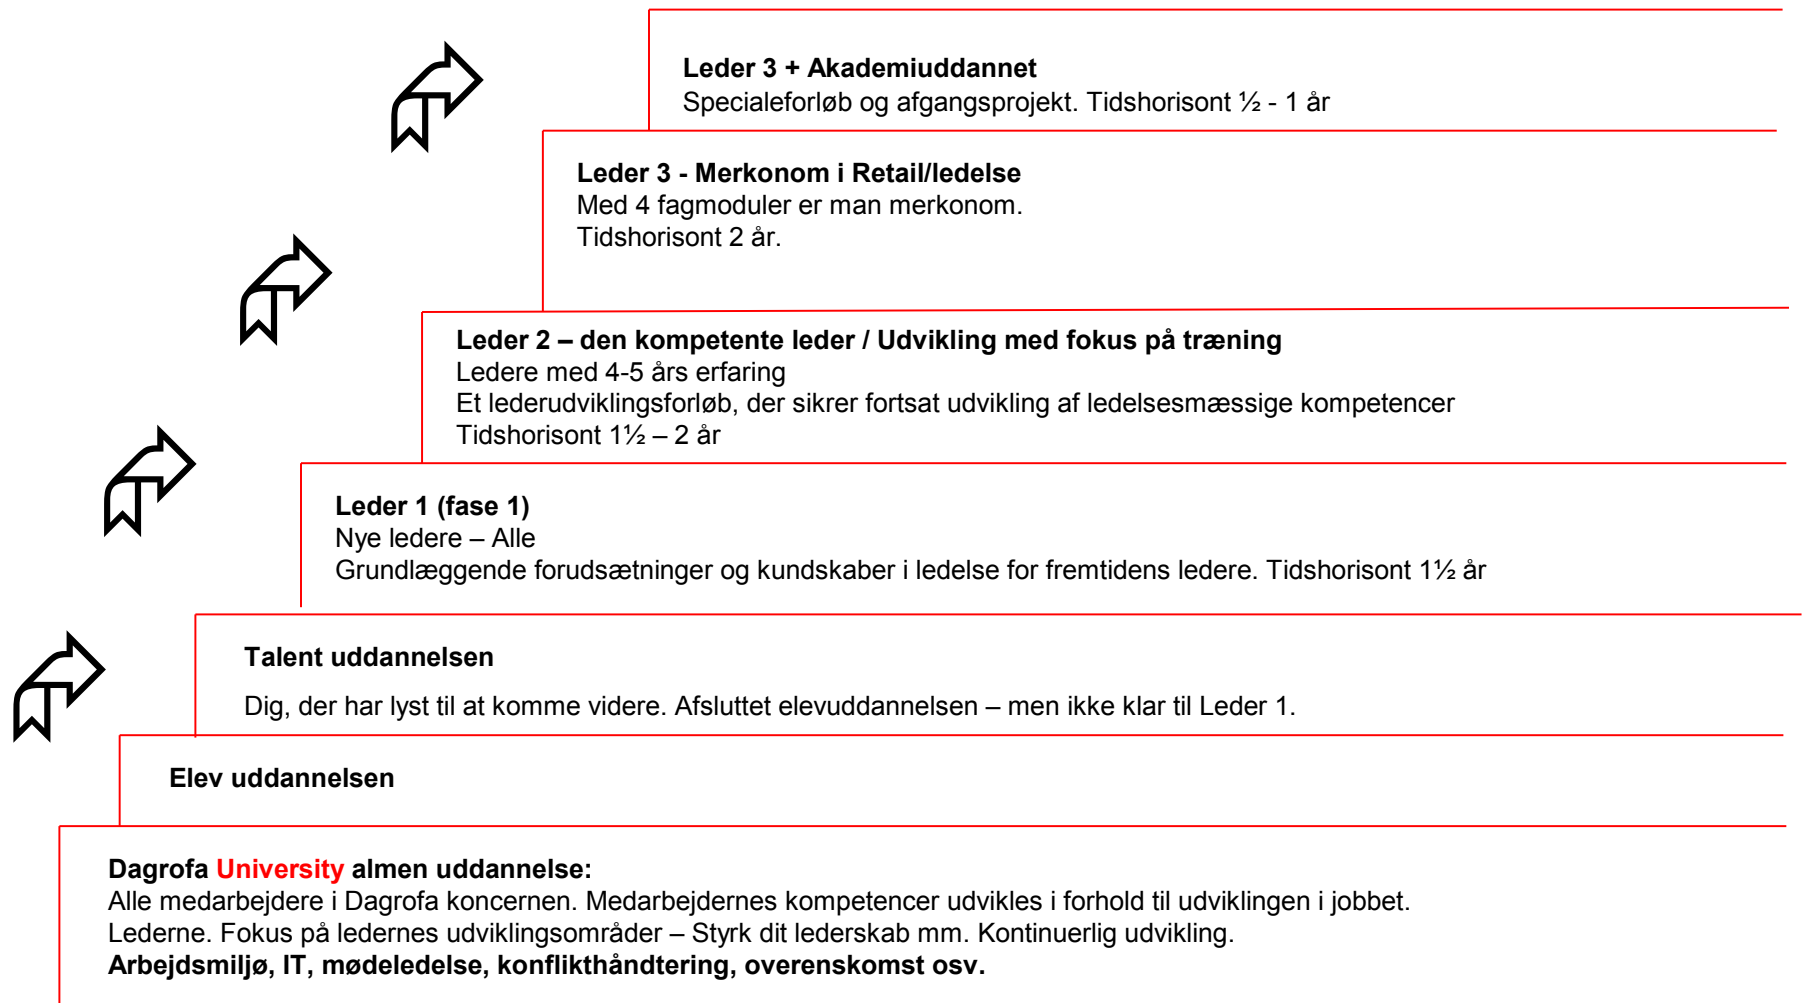 Leder 3 + Akademiuddannet
Specialeforløb og afgangsprojekt. Tidshorisont ½ - 1 år
Leder 3 - Merkonom i Retail/ledelse
Med 4 fagmoduler er man merkonom.
Tidshorisont 2 år.
Leder 2 – den kompetente leder / Udvikling med fokus på træning
Ledere med 4-5 års erfaring
Et lederudviklingsforløb, der sikrer fortsat udvikling af ledelsesmæssige kompetencer
Tidshorisont 1½ – 2 år
Leder 1 (fase 1)
Nye ledere – Alle
Grundlæggende forudsætninger og kundskaber i ledelse for fremtidens ledere. Tidshorisont 1½ år
Talent uddannelsen
Dig, der har lyst til at komme videre. Afsluttet elevuddannelsen – men ikke klar til Leder 1.
Elev uddannelsen
Dagrofa University almen uddannelse:
Alle medarbejdere i Dagrofa koncernen. Medarbejdernes kompetencer udvikles i forhold til udviklingen i jobbet.
Lederne. Fokus på ledernes udviklingsområder – Styrk dit lederskab mm. Kontinuerlig udvikling.
Arbejdsmiljø, IT, mødeledelse, konflikthåndtering, overenskomst osv.